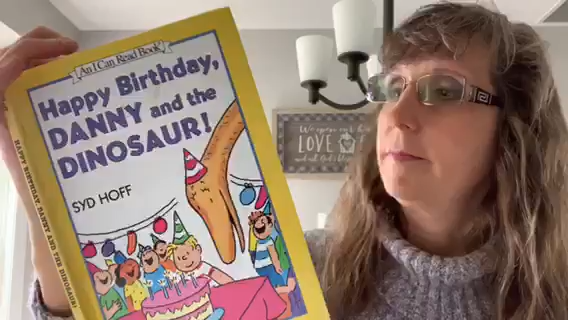 An I Can Read Book
Happy Birthday,
DANNY and the
DINOSAUR!
SYD HOFF
HAPPY BIRTHDAY, DANNY AND THE DINOSAUR!
LOVE